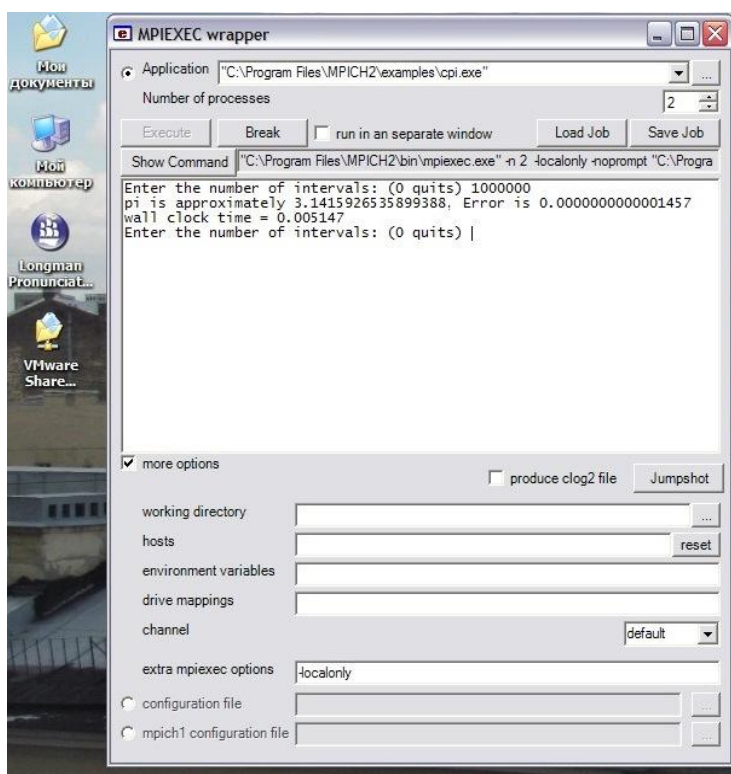 Мои
документы
Мой
компьютер
Longman
Pronunciat...
VMware
Share...
MPIEXEC wrapper
Application "C:\Program Files\MPICH2\examples\cpi.exe" ...
Number of processes 2
Execute Break run in an separate window Load Job Save Job
Show Command "C:\Program Files\MPICH2\bin\mpiexec.exe" -n 2 -localonly -noprompt "C:\Progra
Enter the number of intervals: (0 quits) 1000000
pi is approximately 3.1415926535899388, Error is 0.0000000000001457
wall clock time = 0.005147
Enter the number of intervals: (0 quits)
more options
produce clog2 file Jumpshot
working directory ...
hosts reset
environment variables
drive mappings
channel default
extra mpiexec options -localonly
configuration file ...
mpich1 configuration file ...